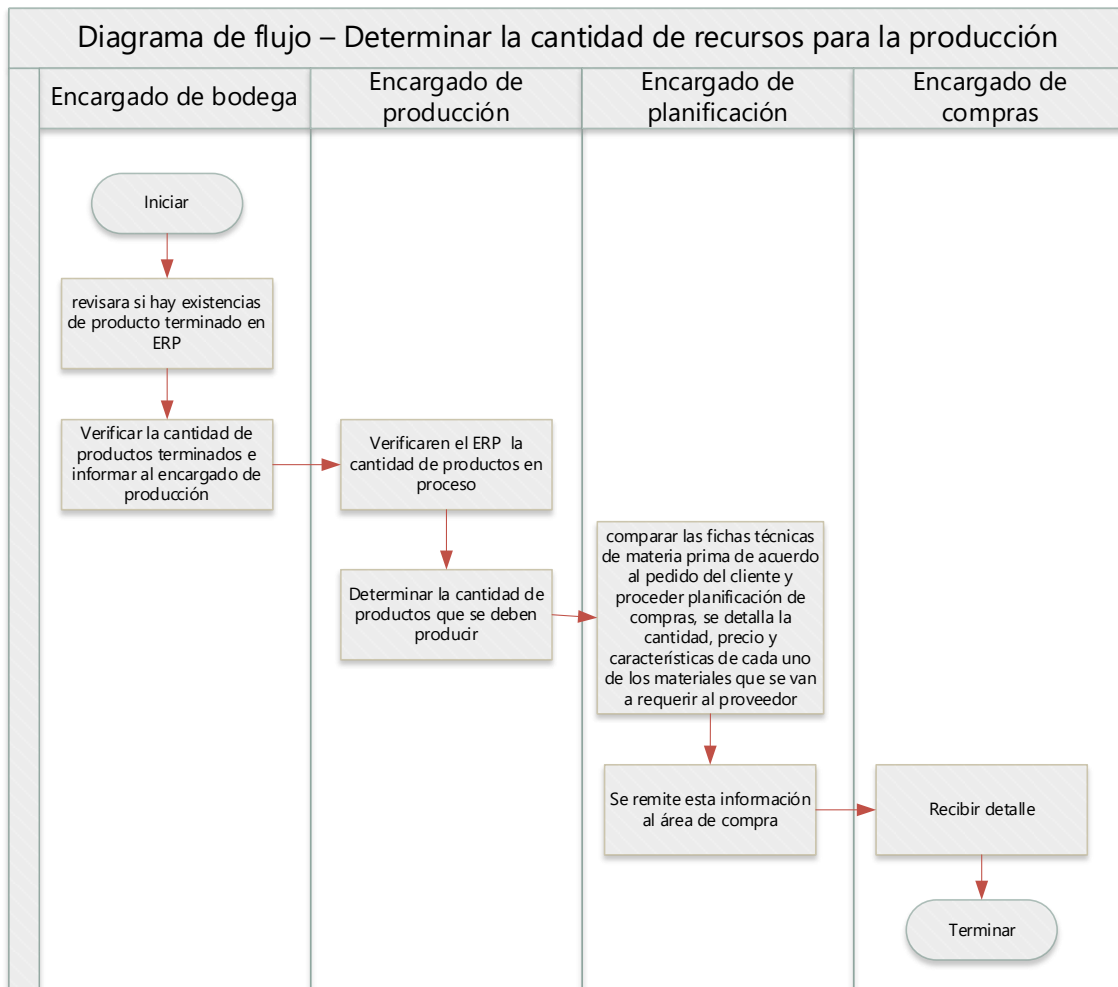 Diagrama de flujo – Determinar la cantidad de recursos para la producción
Encargado de bodega
Encargado de
producción
Encargado de
planificación
Encargado de
compras
Iniciar
revisara si hay existencias
de producto terminado en
ERP
Verificar la cantidad de
productos terminados e
informar al encargado de
producción
Verificaren el ERP la
cantidad de productos en
proceso
Determinar la cantidad de
productos que se deben
producir
comparar las fichas técnicas
de materia prima de acuerdo
al pedido del cliente y
proceder planificación de
compras, se detalla la
cantidad, precio y
características de cada uno
de los materiales que se van
a requerir al proveedor
Se remite esta información
al área de compra
Recibir detalle
Terminar